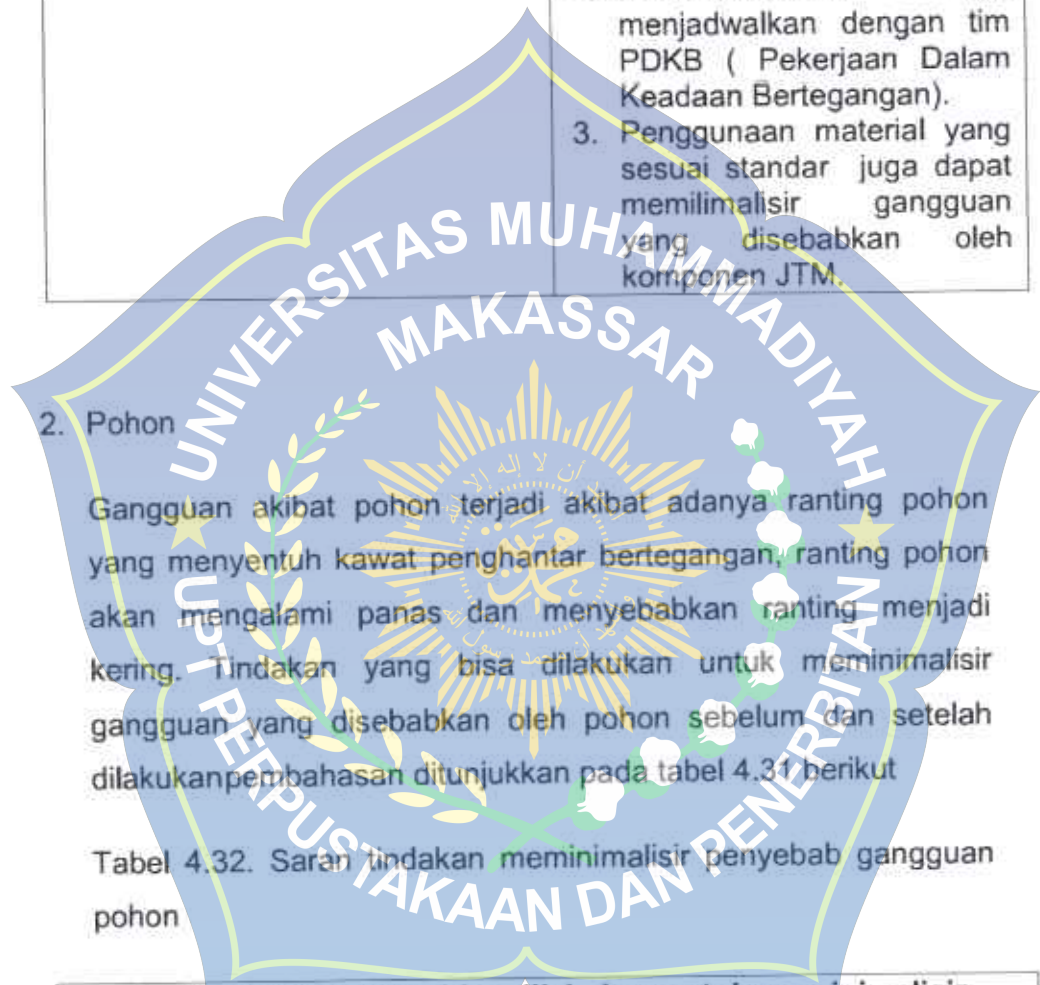 menjadwalkan dengan tim
PDKB ( Pekerjaan Dalam
Keadaan Bertegangan).
3. Penggunaan material yang
sesuai standar juga dapat
memilimalisir gangguan
yang disebabkan oleh
komponen JTM.
UNIVERSITAS MUHAMMADIYAH
MAKASSAR
2. Pohon
Gangguan akibat pohon terjadi akibat adanya ranting pohon
yang menyentuh kawat penghantar bertegangan, ranting pohon
akan mengalami panas dan menyebabkan ranting menjadi
kering. Tindakan yang bisa dilakukan untuk meminimalisir
gangguan yang disebabkan oleh pohon sebelum dan setelah
dilakukanpembahasan ditunjukkan pada tabel 4.31 berikut
UPT PERPUSTAKAAN DAN PENERBITAN
Tabel 4.32. Saran tindakan meminimalisir penyebab gangguan
pohon